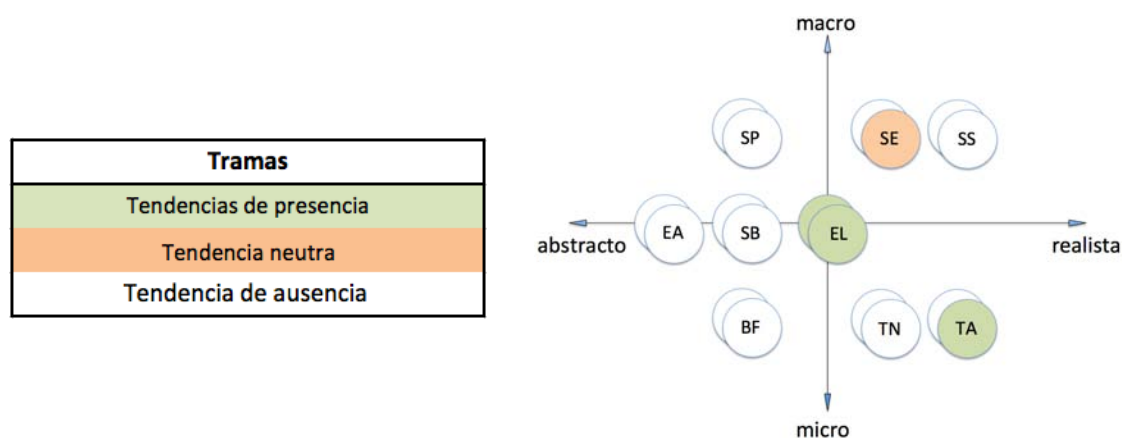 Tramas
Tendencias de presencia
Tendencia neutra
Tendencia de ausencia
macro
SP
SE
SS
abstracto
EA
SB
EL
realista
BF
TN
TA
micro